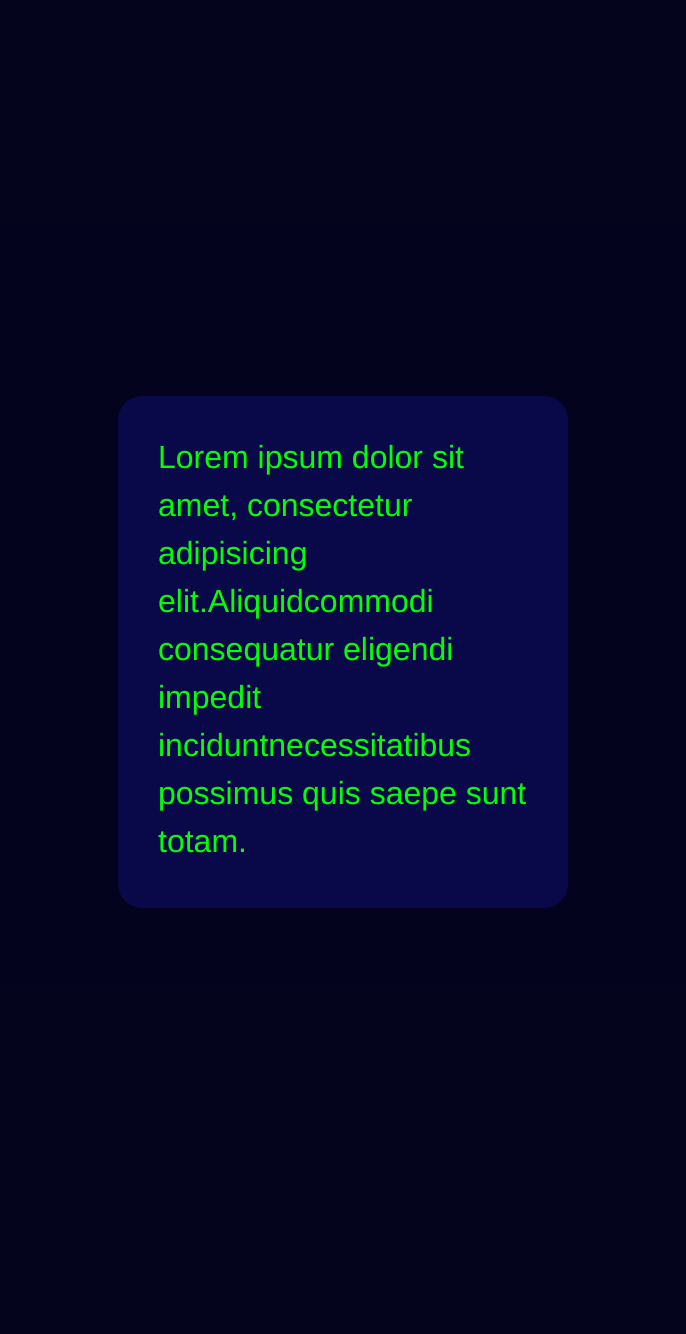 Lorem ipsum dolor sit
amet, consectetur
adipisicing
elit.Aliquidcommodi
consequatur eligendi
impedit
inciduntnecessitatibus
possimus quis saepe sunt
totam.